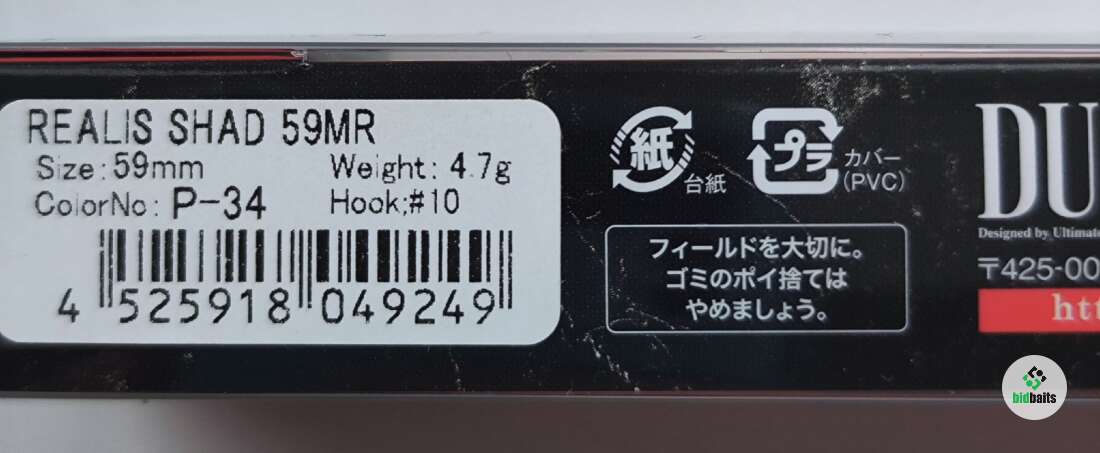 REALIS SHAD 59MR
Size: 59mm Weight: 4.7g
ColorNo: P-34 Hook;#10
4 525918 049249
紙
台紙
プラ
カバー
(PVC)
フィールドを大切に。
ゴミのポイ捨ては
やめましょう。
DU
Designed by Ultimat
〒425-00
htt
bidbaits